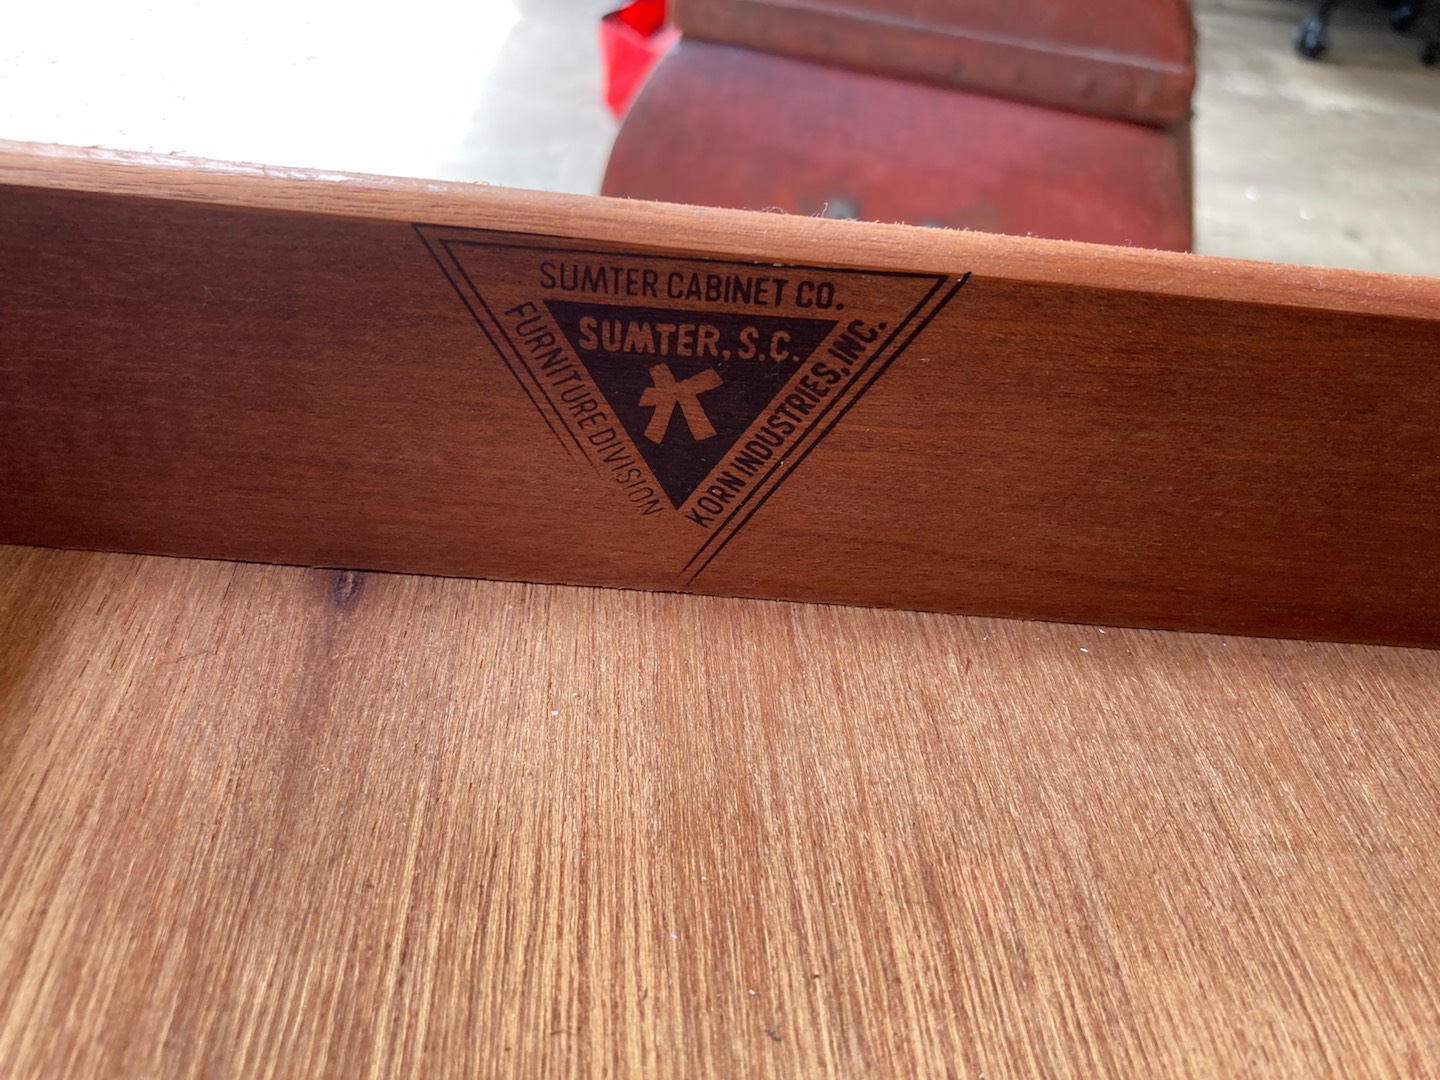 SUMTER CABINET CO.
SUMTER, S.C.
K
FURNITURE DIVISION
KORN INDUSTRIES, INC.